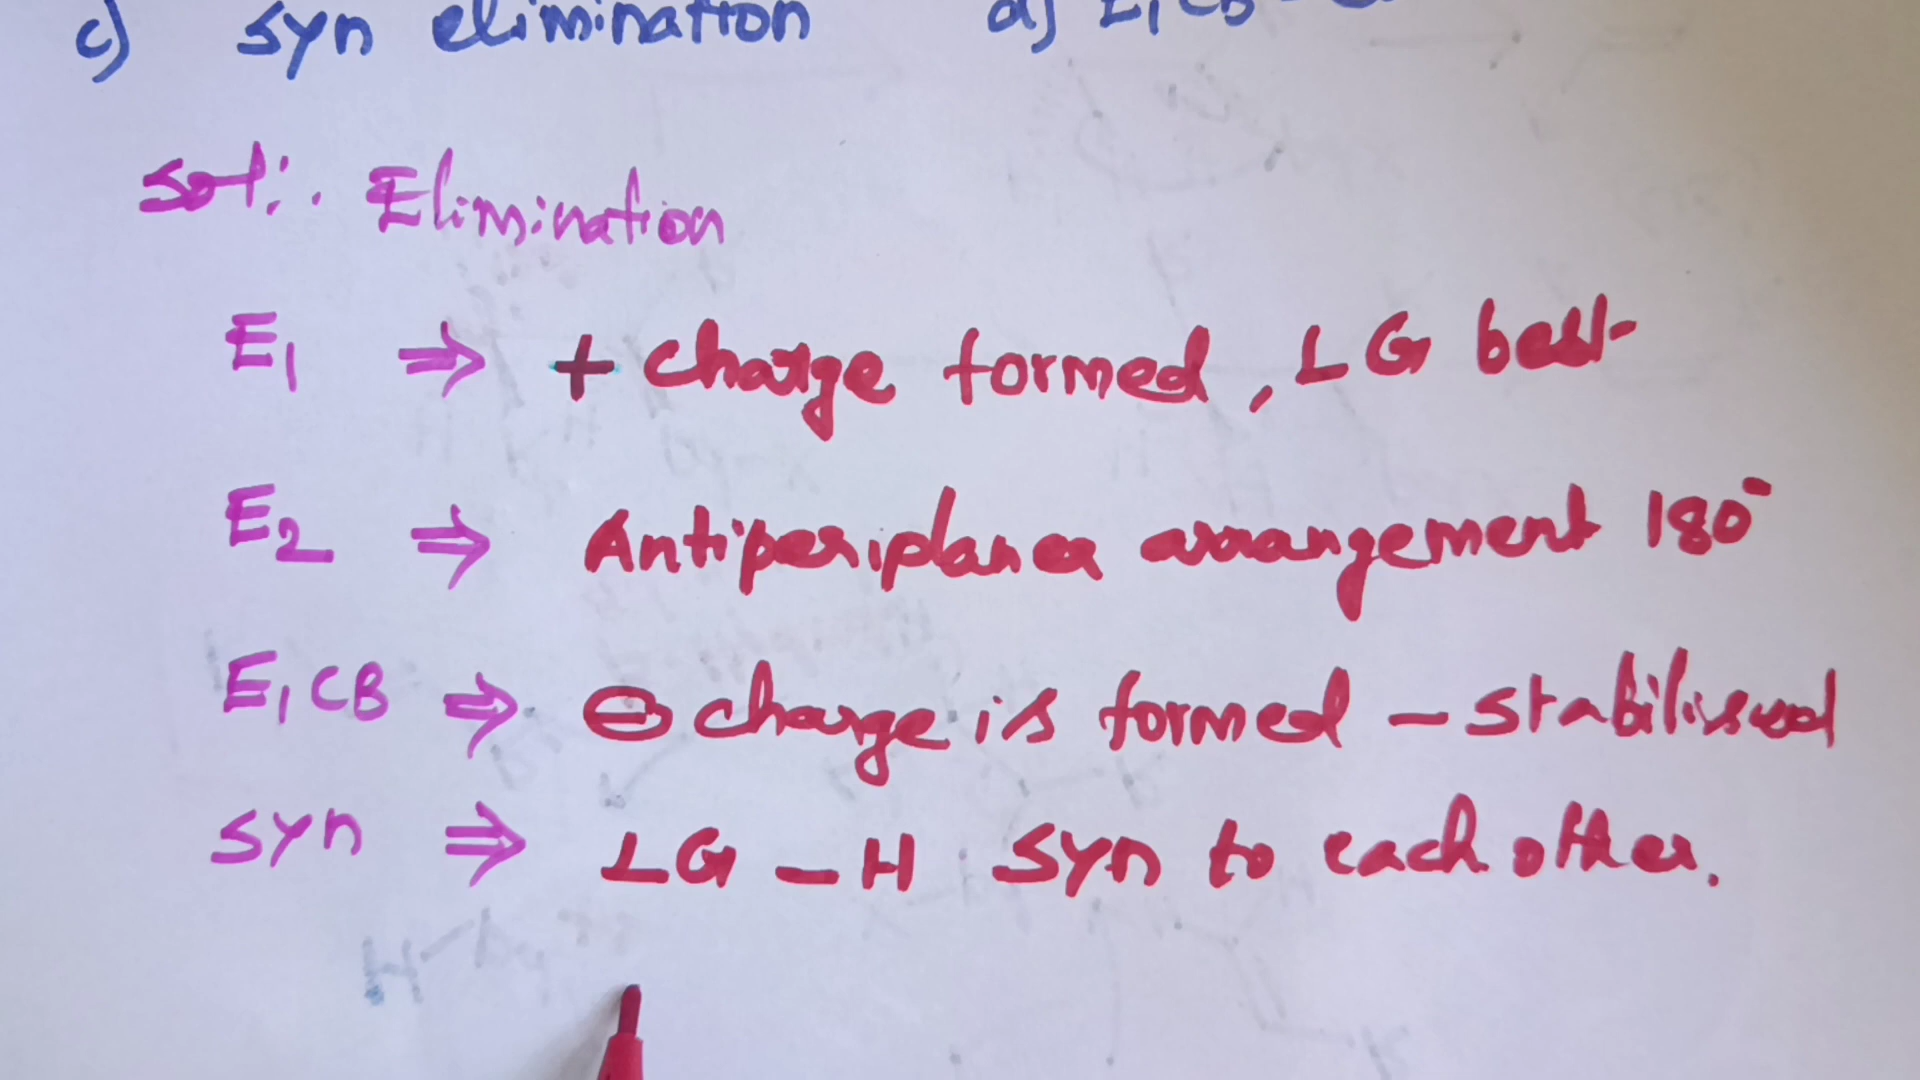 c) syn elimination d) E1CB
Sol:. Elimination
E1 ⇒ + charge formed, LG best
E2 ⇒ Antiperiplanar arrangement 180°
E1CB ⇒ ⊖ charge is formed - stabilised
syn ⇒ LG - H syn to each other.